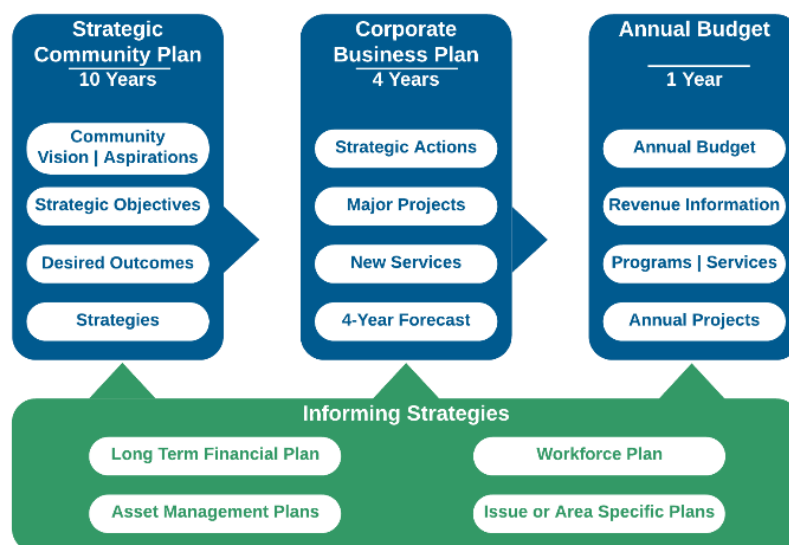 Strategic
Community Plan
10 Years
Community
Vision | Aspirations
Strategic Objectives
Desired Outcomes
Strategies
Corporate
Business Plan
4 Years
Strategic Actions
Major Projects
New Services
4-Year Forecast
Annual Budget
1 Year
Annual Budget
Revenue Information
Programs | Services
Annual Projects
Informing Strategies
Long Term Financial Plan
Workforce Plan
Asset Management Plans
Issue or Area Specific Plans